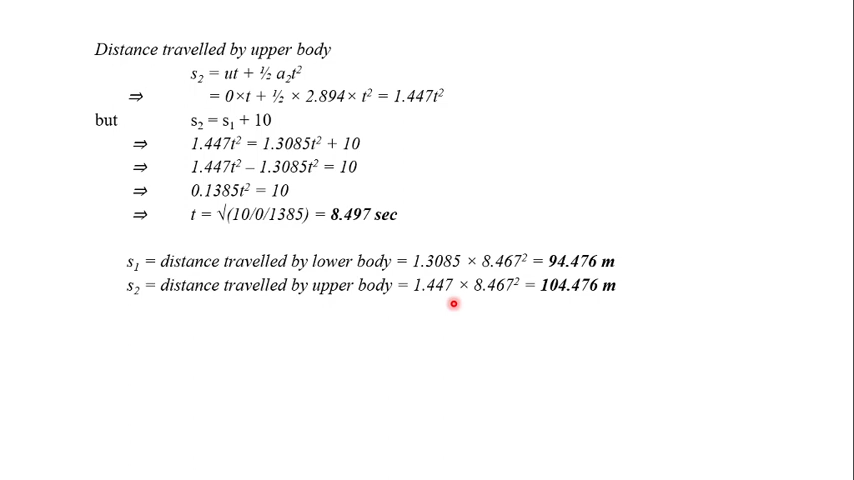 Distance travelled by upper body
s₂ = ut + ½ a₂t²
⇒ = 0×t + ½ × 2.894× t² = 1.447t²
but s₂ = s₁ + 10
⇒ 1.447t² = 1.3085t² + 10
⇒ 1.447t² – 1.3085t² = 10
⇒ 0.1385t² = 10
⇒ t = √(10/0/1385) = 8.497 sec
s₁ = distance travelled by lower body = 1.3085 × 8.467² = 94.476 m
s₂ = distance travelled by upper body = 1.447 × 8.467² = 104.476 m